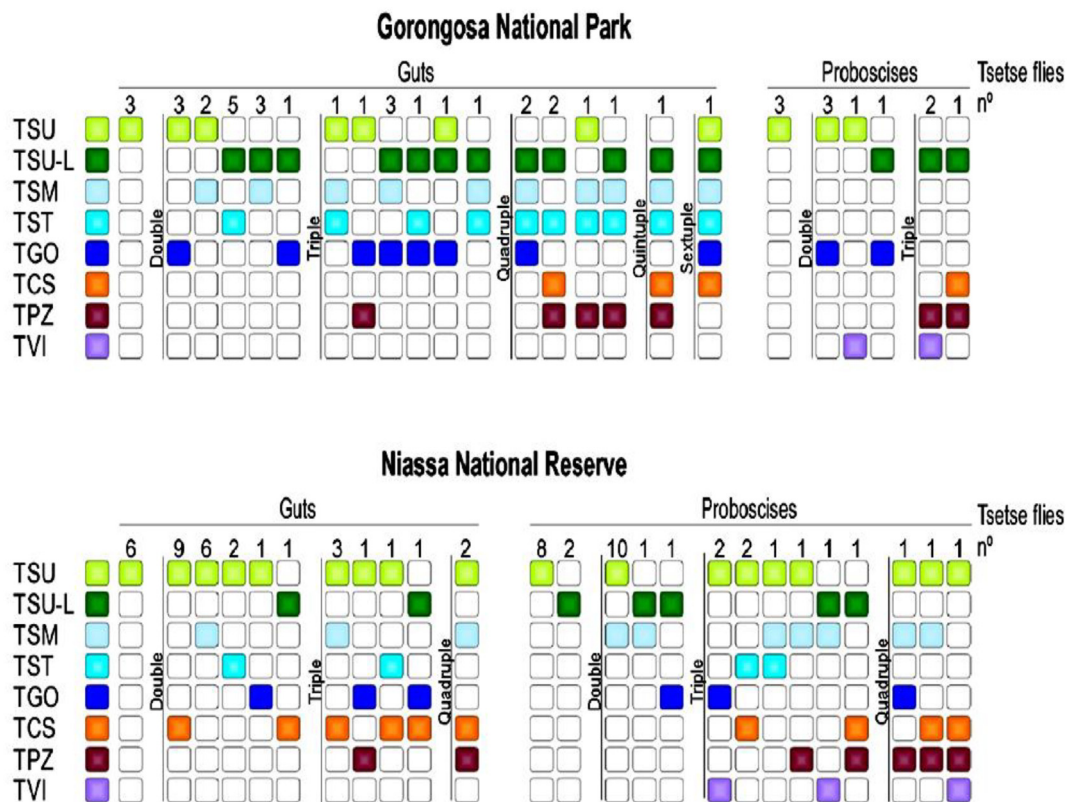 Gorongosa National Park
Guts
Proboscises
Tsetse flies
nº
3 3 2 5 3 1 1 1 3 1 1 1 2 2 1 1 1 1 3 3 1 1 2 1
TSU
TSU-L
TSM
TST
TGO
TCS
TPZ
TVI
Double
Triple
Quadruple
Quintuple
Sextuple
Double
Triple
Niassa National Reserve
Guts
Proboscises
Tsetse flies
nº
6 9 6 2 1 1 3 1 1 1 2 8 2 10 1 1 2 2 1 1 1 1 1 1 1
TSU
TSU-L
TSM
TST
TGO
TCS
TPZ
TVI
Double
Triple
Quadruple
Double
Triple
Quadruple